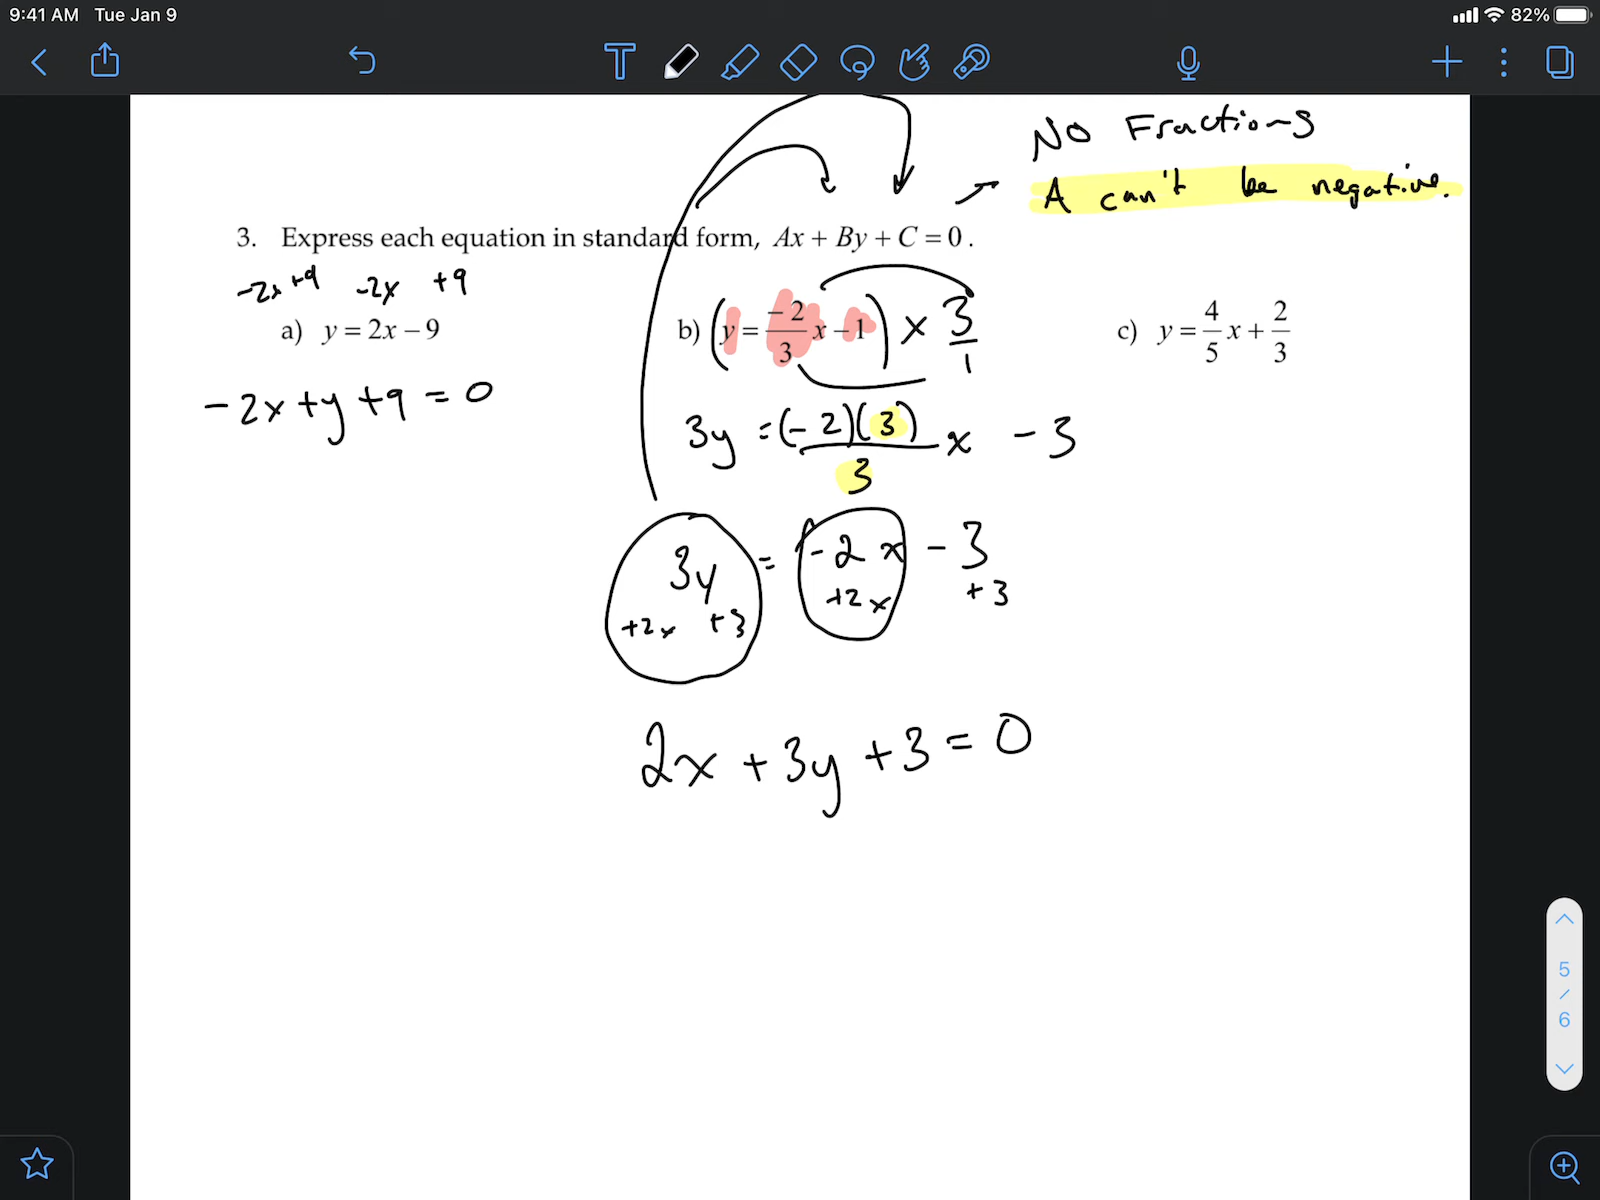 9:41 AM Tue Jan 9
82%
No Fractions
A can't be negative.
3. Express each equation in standard form, Ax + By + C = 0.
-2x +9 -2x +9
a) y = 2x – 9
-2x + y + 9 = 0
b) (y = -2/3 x – 1) × 3/1
3y = (-2)(3)/3 x - 3
3y = -2x - 3
+2x +3 +2x +3
2x + 3y + 3 = 0
c) y = 4/5 x + 2/3
5
/
6